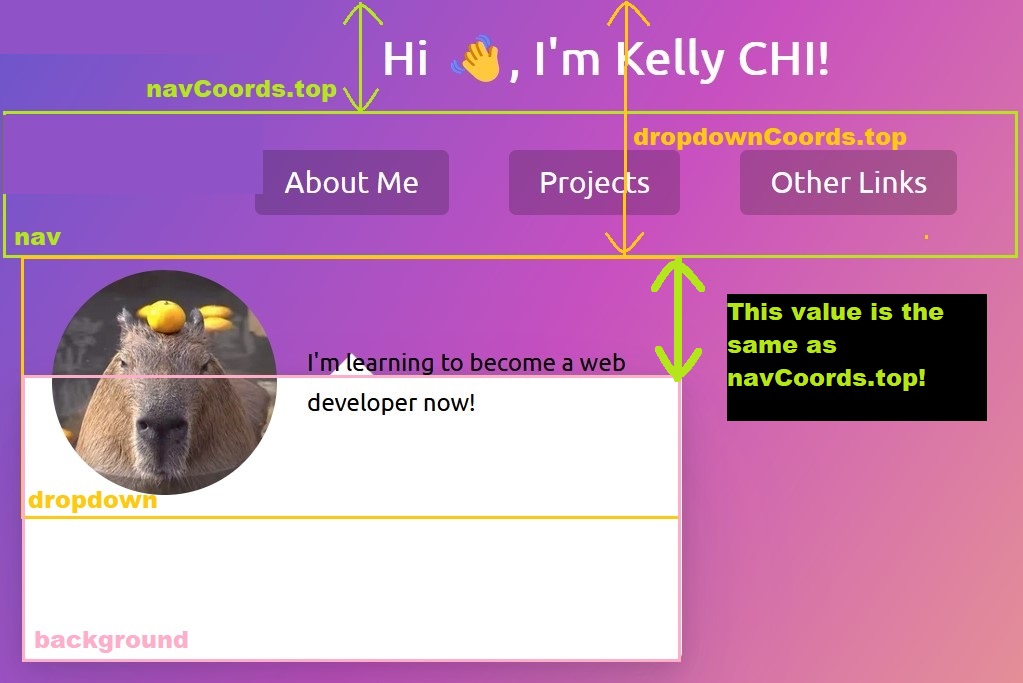 Hi 👋, I'm Kelly CHI!
navCoords.top
dropdownCoords.top
About Me
Projects
Other Links
nav
This value is the
same as
navCoords.top!
I'm learning to become a web
developer now!
dropdown
background